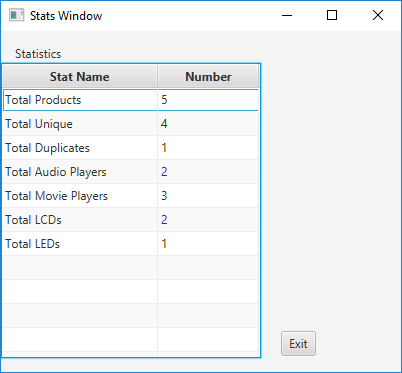 Stats Window
Statistics
Stat Name Number
Total Products 5
Total Unique 4
Total Duplicates 1
Total Audio Players 2
Total Movie Players 3
Total LCDs 2
Total LEDs 1
Exit